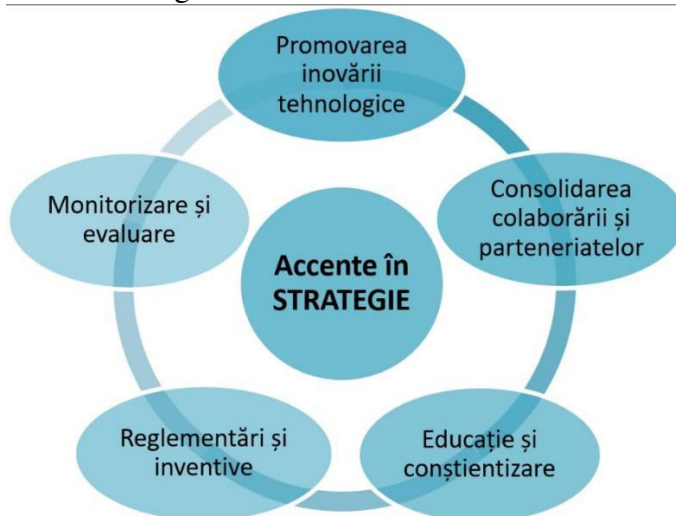 Promovarea
inovării
tehnologice
Consolidarea
colaborării și
parteneriatelor
Educație și
conștientizare
Reglementări și
inventive
Monitorizare și
evaluare
Accente în
STRATEGIE